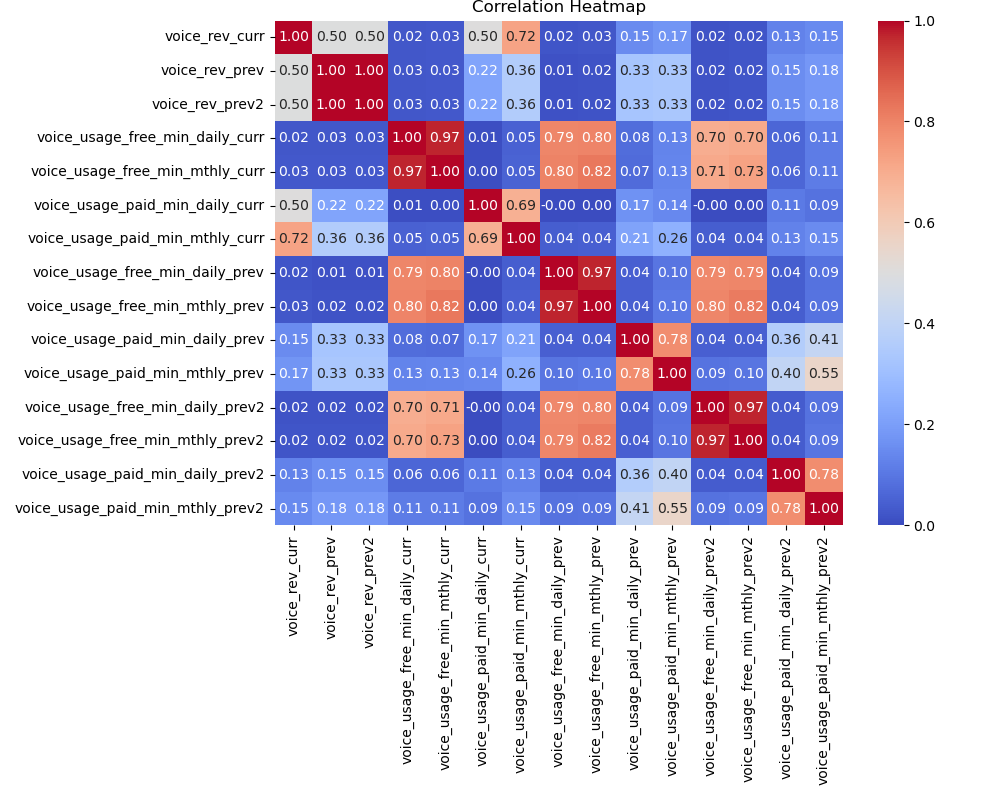 Correlation Heatmap
voice_rev_curr 1.00 0.50 0.50 0.02 0.03 0.50 0.72 0.02 0.03 0.15 0.17 0.02 0.02 0.13 0.15
voice_rev_prev 0.50 1.00 1.00 0.03 0.03 0.22 0.36 0.01 0.02 0.33 0.33 0.02 0.02 0.15 0.18
voice_rev_prev2 0.50 1.00 1.00 0.03 0.03 0.22 0.36 0.01 0.02 0.33 0.33 0.02 0.02 0.15 0.18
voice_usage_free_min_daily_curr 0.02 0.03 0.03 1.00 0.97 0.01 0.05 0.79 0.80 0.08 0.13 0.70 0.70 0.06 0.11
voice_usage_free_min_mthly_curr 0.03 0.03 0.03 0.97 1.00 0.00 0.05 0.80 0.82 0.07 0.13 0.71 0.73 0.06 0.11
voice_usage_paid_min_daily_curr 0.50 0.22 0.22 0.01 0.00 1.00 0.69 -0.00 0.00 0.17 0.14 -0.00 0.00 0.11 0.09
voice_usage_paid_min_mthly_curr 0.72 0.36 0.36 0.05 0.05 0.69 1.00 0.04 0.04 0.21 0.26 0.04 0.04 0.13 0.15
voice_usage_free_min_daily_prev 0.02 0.01 0.01 0.79 0.80 -0.00 0.04 1.00 0.97 0.04 0.10 0.79 0.79 0.04 0.09
voice_usage_free_min_mthly_prev 0.03 0.02 0.02 0.80 0.82 0.00 0.04 0.97 1.00 0.04 0.10 0.80 0.82 0.04 0.09
voice_usage_paid_min_daily_prev 0.15 0.33 0.33 0.08 0.07 0.17 0.21 0.04 0.04 1.00 0.78 0.04 0.04 0.36 0.41
voice_usage_paid_min_mthly_prev 0.17 0.33 0.33 0.13 0.13 0.14 0.26 0.10 0.10 0.78 1.00 0.09 0.10 0.40 0.55
voice_usage_free_min_daily_prev2 0.02 0.02 0.02 0.70 0.71 -0.00 0.04 0.79 0.80 0.04 0.09 1.00 0.97 0.04 0.09
voice_usage_free_min_mthly_prev2 0.02 0.02 0.02 0.70 0.73 0.00 0.04 0.79 0.82 0.04 0.10 0.97 1.00 0.04 0.09
voice_usage_paid_min_daily_prev2 0.13 0.15 0.15 0.06 0.06 0.11 0.13 0.04 0.04 0.36 0.40 0.04 0.04 1.00 0.78
voice_usage_paid_min_mthly_prev2 0.15 0.18 0.18 0.11 0.11 0.09 0.15 0.09 0.09 0.41 0.55 0.09 0.09 0.78 1.00
voice_rev_curr
voice_rev_prev
voice_rev_prev2
voice_usage_free_min_daily_curr
voice_usage_free_min_mthly_curr
voice_usage_paid_min_daily_curr
voice_usage_paid_min_mthly_curr
voice_usage_free_min_daily_prev
voice_usage_free_min_mthly_prev
voice_usage_paid_min_daily_prev
voice_usage_paid_min_mthly_prev
voice_usage_free_min_daily_prev2
voice_usage_free_min_mthly_prev2
voice_usage_paid_min_daily_prev2
voice_usage_paid_min_mthly_prev2
1.0
0.8
0.6
0.4
0.2
0.0